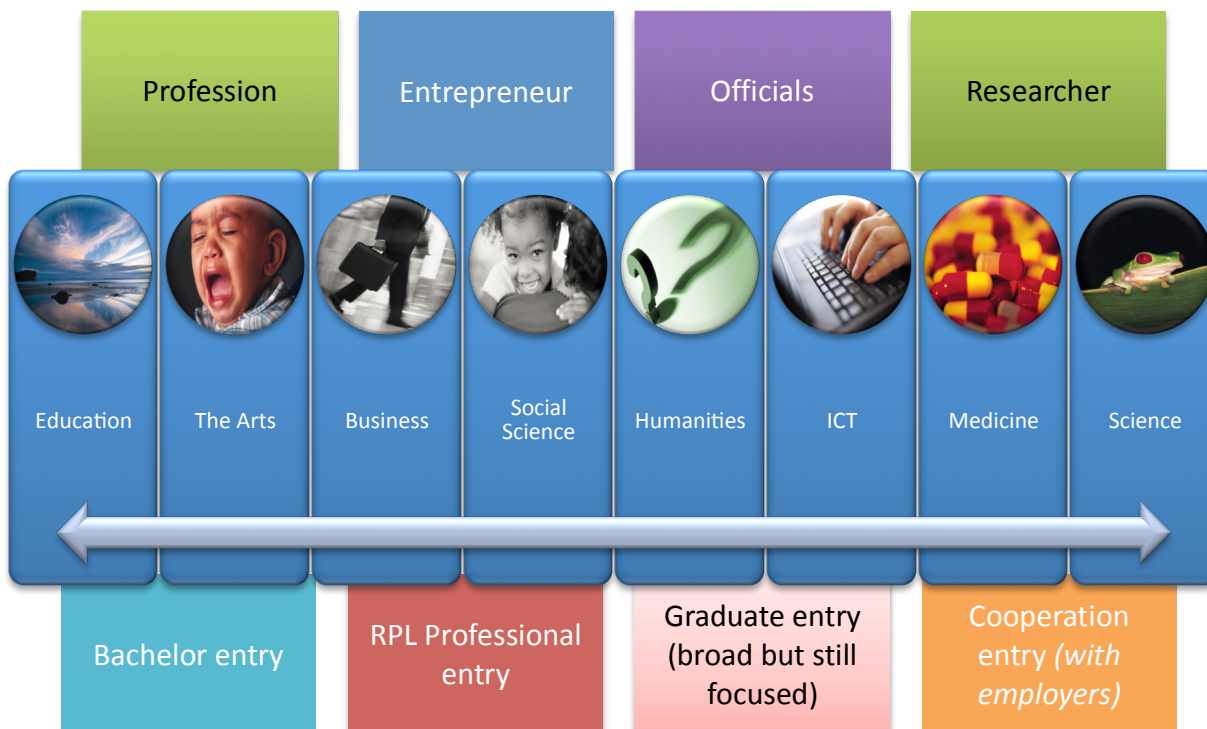 Profession
Entrepreneur
Officials
Researcher
Education
The Arts
Business
Social
Science
Humanities
ICT
Medicine
Science
Bachelor entry
RPL Professional
entry
Graduate entry
(broad but still
focused)
Cooperation
entry (with
employers)